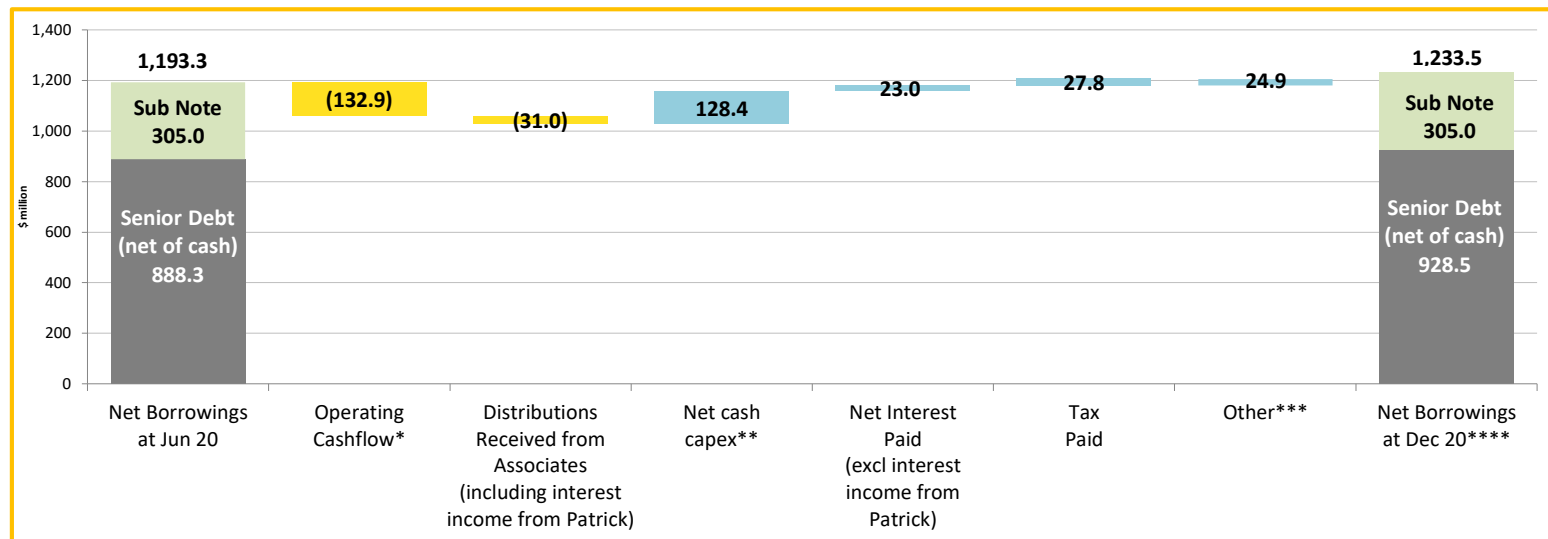 $ million
1,400
1,200
1,000
800
600
400
200
0
1,193.3
Sub Note
305.0
Senior Debt
(net of cash)
888.3
(132.9)
(31.0)
128.4
23.0
27.8
24.9
1,233.5
Sub Note
305.0
Senior Debt
(net of cash)
928.5
Net Borrowings
at Jun 20
Operating
Cashflow*
Distributions
Received from
Associates
(including interest
income from Patrick)
Net cash
capex**
Net Interest
Paid
(excl interest
income from
Patrick)
Tax
Paid
Other***
Net Borrowings
at Dec 20****